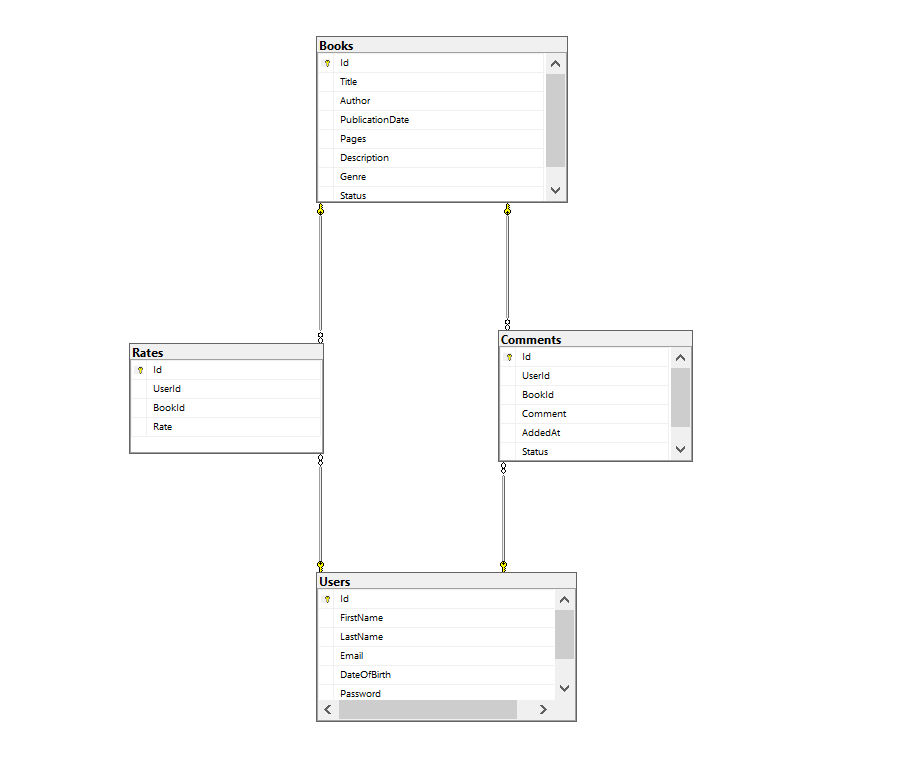 Books
Id
Title
Author
PublicationDate
Pages
Description
Genre
Status
Rates
Id
UserId
BookId
Rate
Comments
Id
UserId
BookId
Comment
AddedAt
Status
Users
Id
FirstName
LastName
Email
DateOfBirth
Password